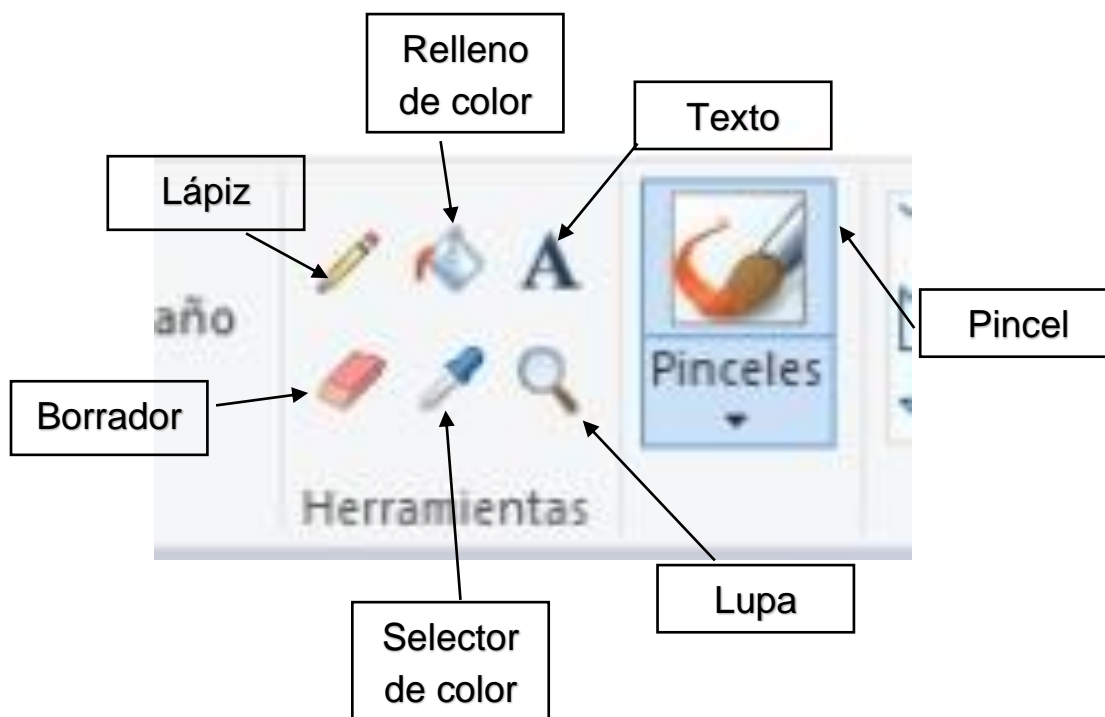 Relleno
de color
Texto
Lápiz
Pincel
año
Pinceles
Borrador
Herramientas
Lupa
Selector
de color